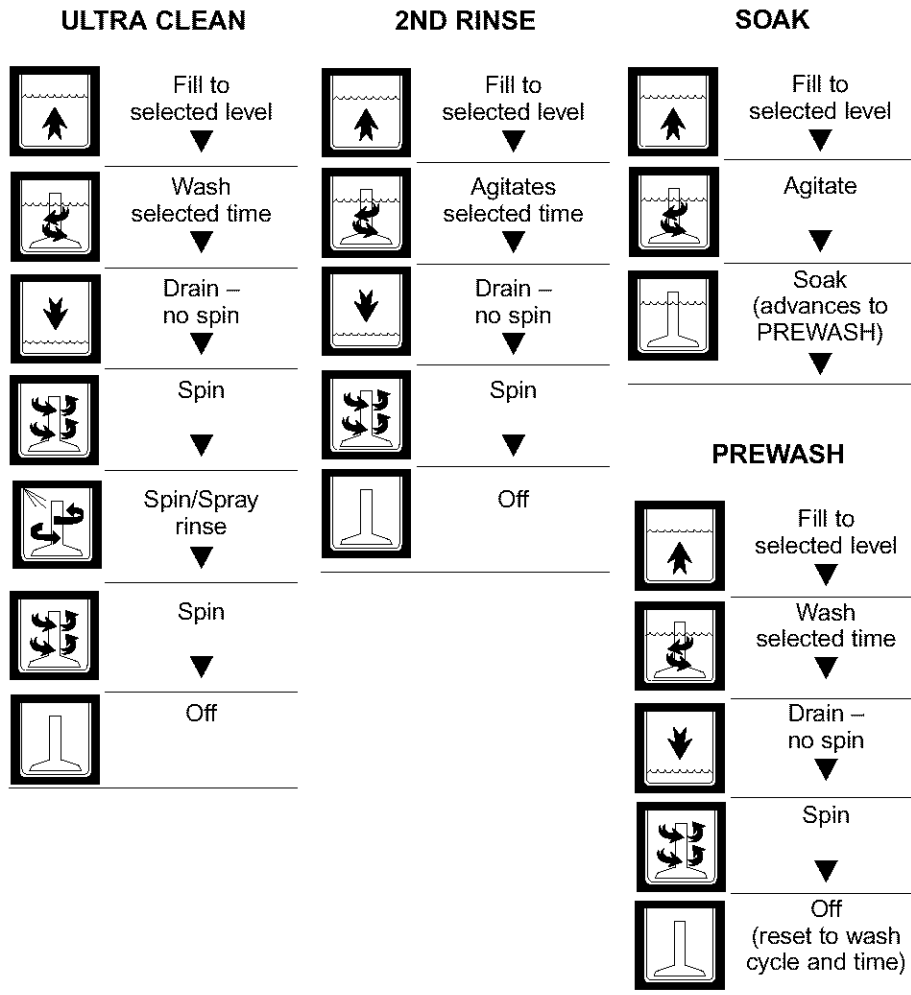 ULTRA CLEAN
Fill to
selected level
Wash
selected time
Drain –
no spin
Spin
Spin/Spray
rinse
Spin
Off
2ND RINSE
Fill to
selected level
Agitates
selected time
Drain –
no spin
Spin
Off
SOAK
Fill to
selected level
Agitate
Soak
(advances to
PREWASH)
PREWASH
Fill to
selected level
Wash
selected time
Drain –
no spin
Spin
Off
(reset to wash
cycle and time)